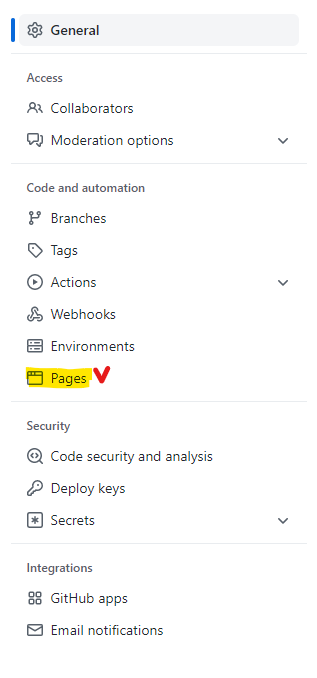 General
Access
Collaborators
Moderation options
Code and automation
Branches
Tags
Actions
Webhooks
Environments
Pages
Security
Code security and analysis
Deploy keys
Secrets
Integrations
GitHub apps
Email notifications